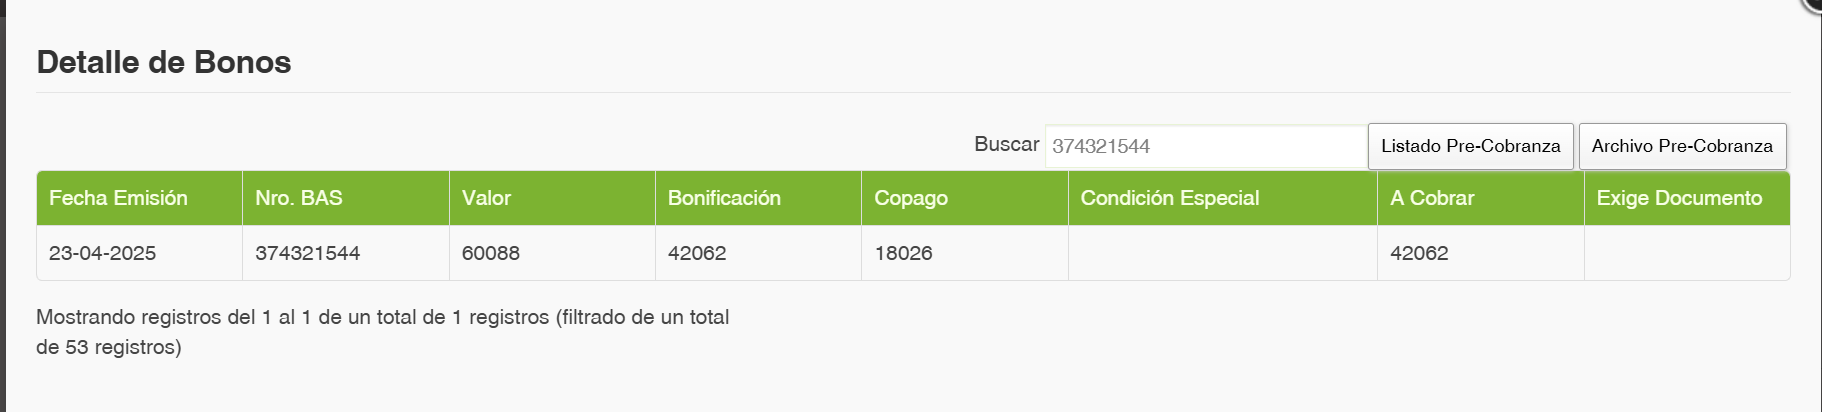 Detalle de Bonos
Buscar 374321544 Listado Pre-Cobranza Archivo Pre-Cobranza
Fecha Emisión Nro. BAS Valor Bonificación Copago Condición Especial A Cobrar Exige Documento
23-04-2025 374321544 60088 42062 18026 42062
Mostrando registros del 1 al 1 de un total de 1 registros (filtrado de un total
de 53 registros)